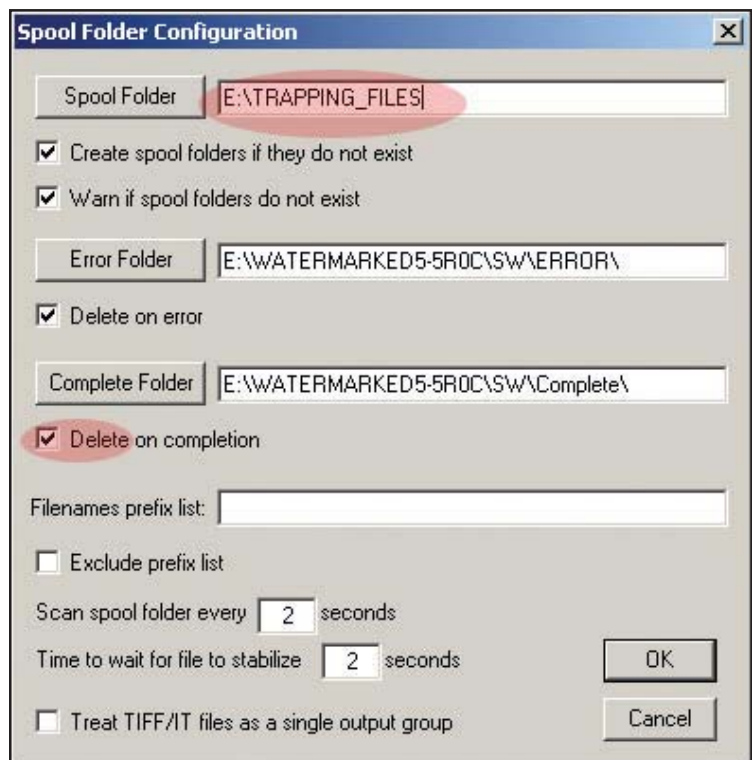 Spool Folder Configuration
Spool Folder E:\TRAPPING_FILES
Create spool folders if they do not exist
Warn if spool folders do not exist
Error Folder E:\WATERMARKED5-5R0C\SW\ERROR\
Delete on error
Complete Folder E:\WATERMARKED5-5R0C\SW\Complete\
Delete on completion
Filenames prefix list:
Exclude prefix list
Scan spool folder every 2 seconds
Time to wait for file to stabilize 2 seconds
OK
Treat TIFF/IT files as a single output group
Cancel